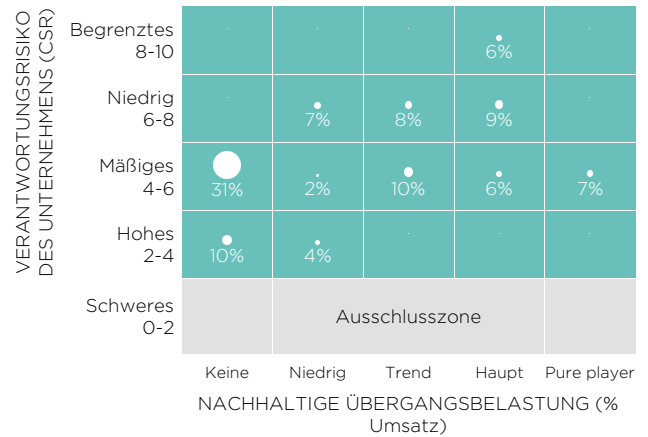 VERANTWORTUNGSRISIKO
DES UNTERNEHMENS (CSR)
Begrenztes
8-10
6%
Niedrig
6-8
7% 8% 9%
Mäßiges
4-6
31% 2% 10% 6% 7%
Hohes
2-4
10% 4%
Schweres
0-2
Ausschlusszone
Keine Niedrig Trend Haupt Pure player
NACHHALTIGE ÜBERGANGSBELASTUNG (%
Umsatz)